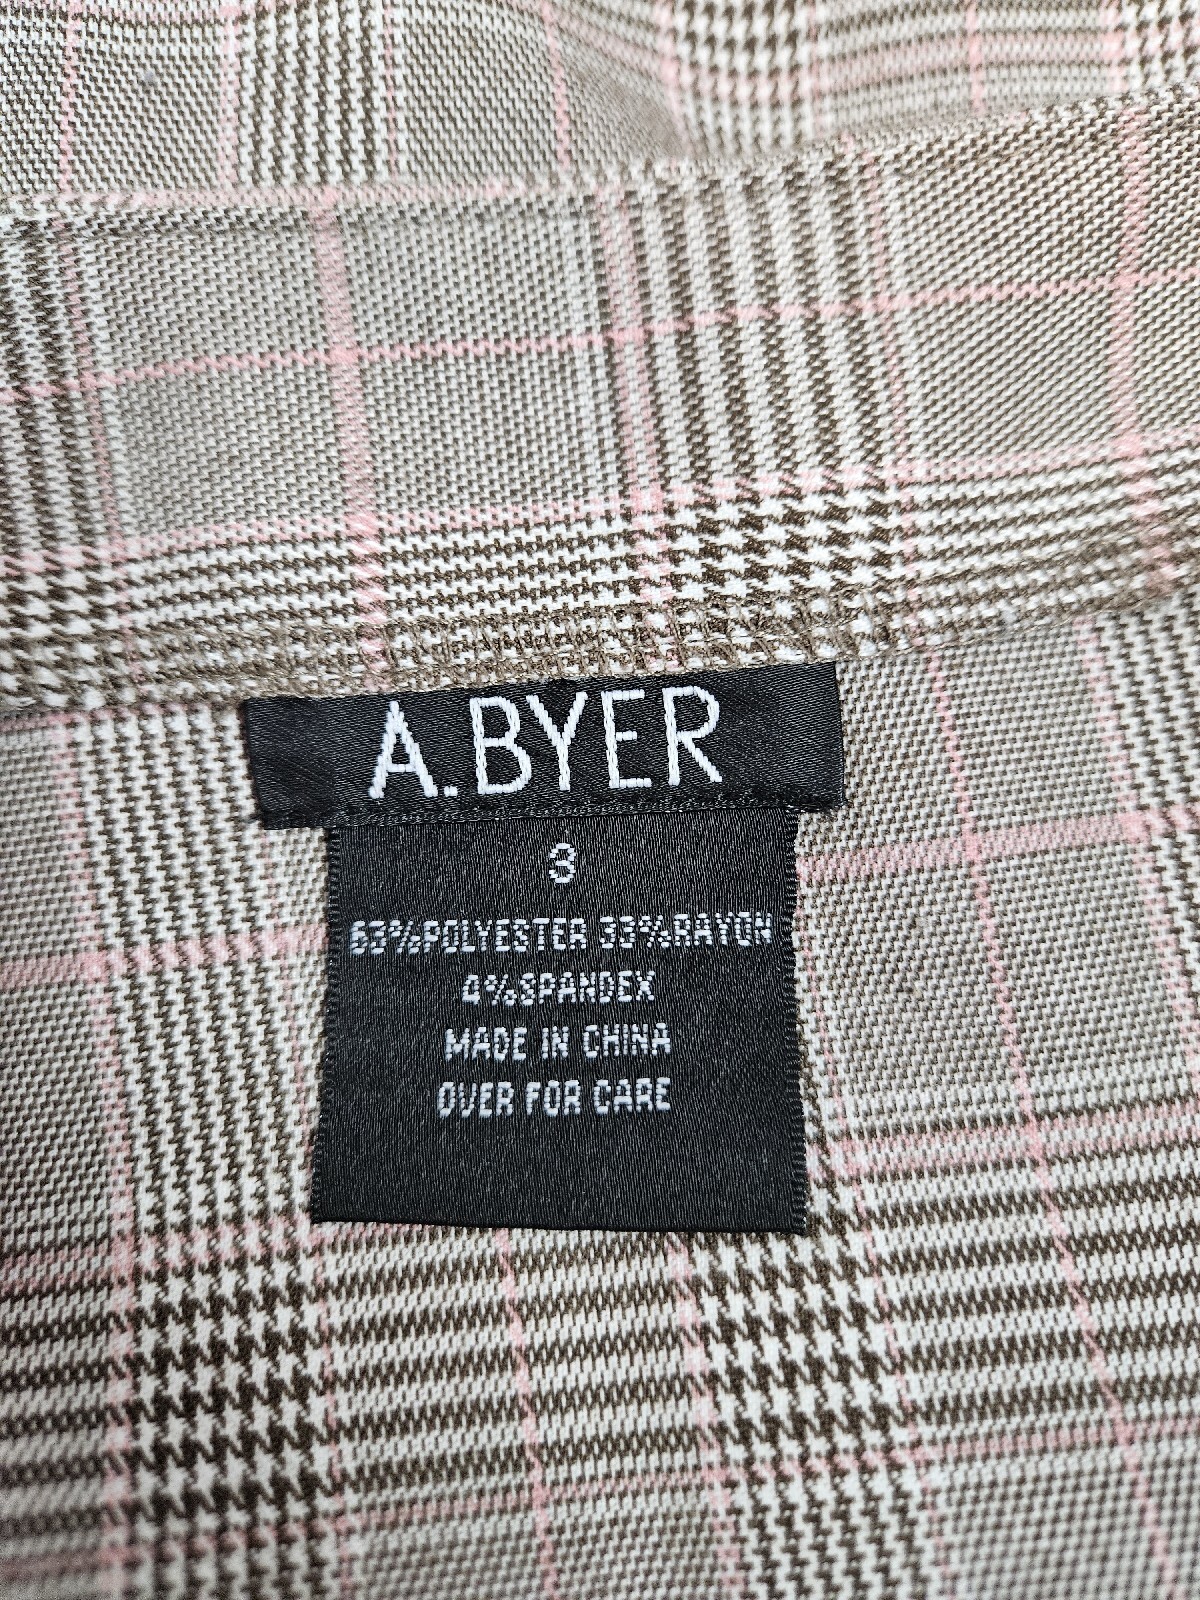 A.BYER
3
63%POLYESTER 33%RAYON
4%SPANDEX
MADE IN CHINA
OVER FOR CARE